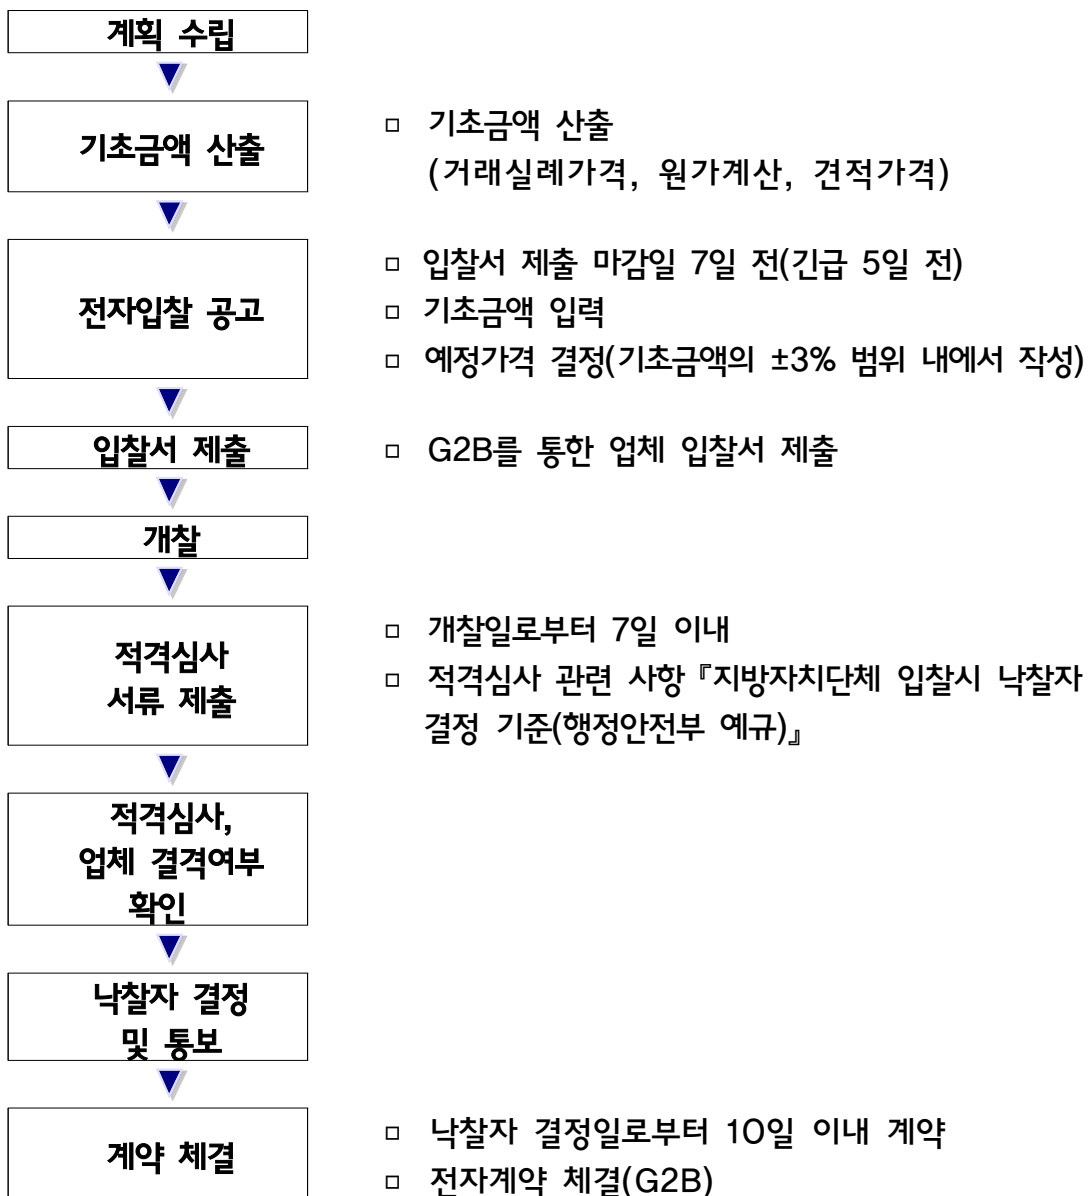 계획 수립
기초금액 산출
□ 기초금액 산출
(거래실례가격, 원가계산, 견적가격)
전자입찰 공고
□ 입찰서 제출 마감일 7일 전(긴급 5일 전)
□ 기초금액 입력
□ 예정가격 결정(기초금액의 ±3% 범위 내에서 작성)
입찰서 제출
□ G2B를 통한 업체 입찰서 제출
개찰
적격심사
서류 제출
□ 개찰일로부터 7일 이내
□ 적격심사 관련 사항 『지방자치단체 입찰시 낙찰자
결정 기준(행정안전부 예규)』
적격심사,
업체 결격여부
확인
낙찰자 결정
및 통보
계약 체결
□ 낙찰자 결정일로부터 10일 이내 계약
□ 전자계약 체결(G2B)